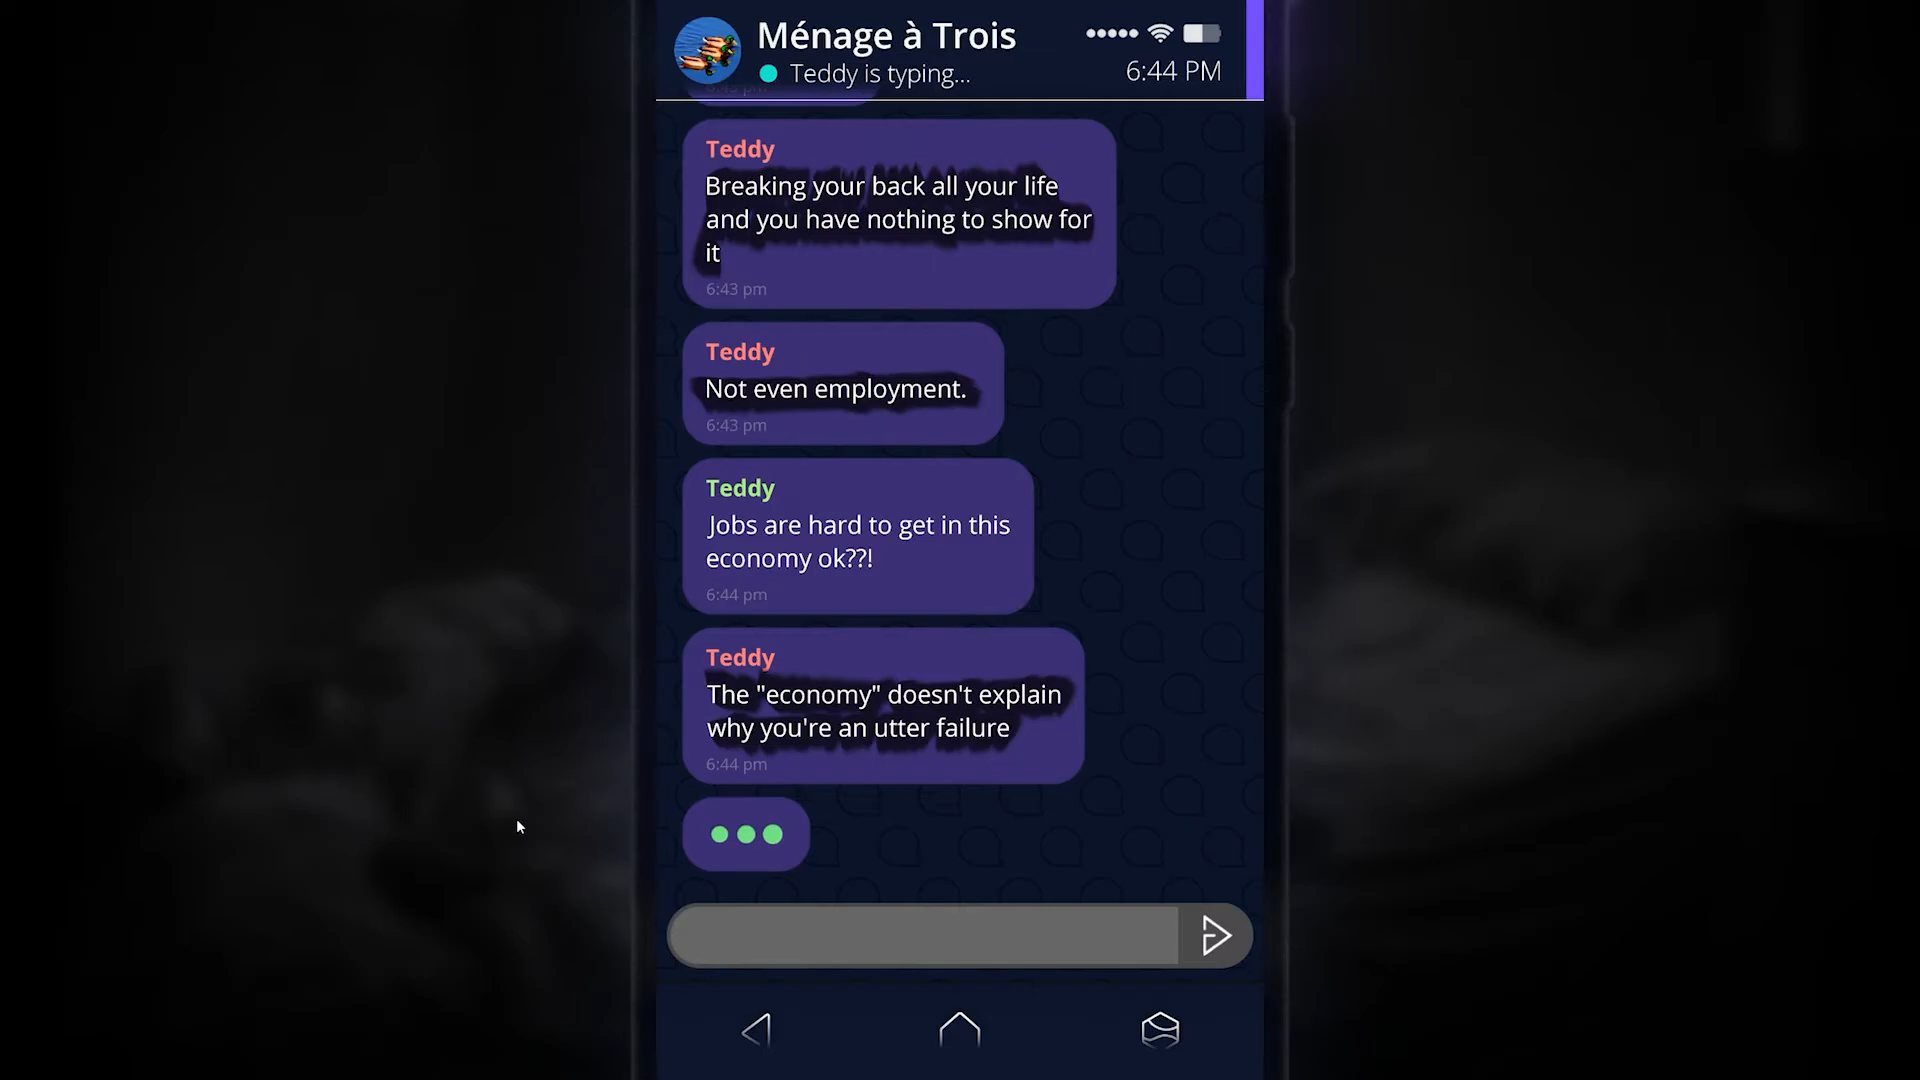 Ménage à Trois
Teddy is typing...
6:44 PM
6:43 pm
Teddy
Breaking your back all your life
and you have nothing to show for
it
6:43 pm
Teddy
Not even employment.
6:43 pm
Teddy
Jobs are hard to get in this
economy ok??!
6:44 pm
Teddy
The "economy" doesn't explain
why you're an utter failure
6:44 pm